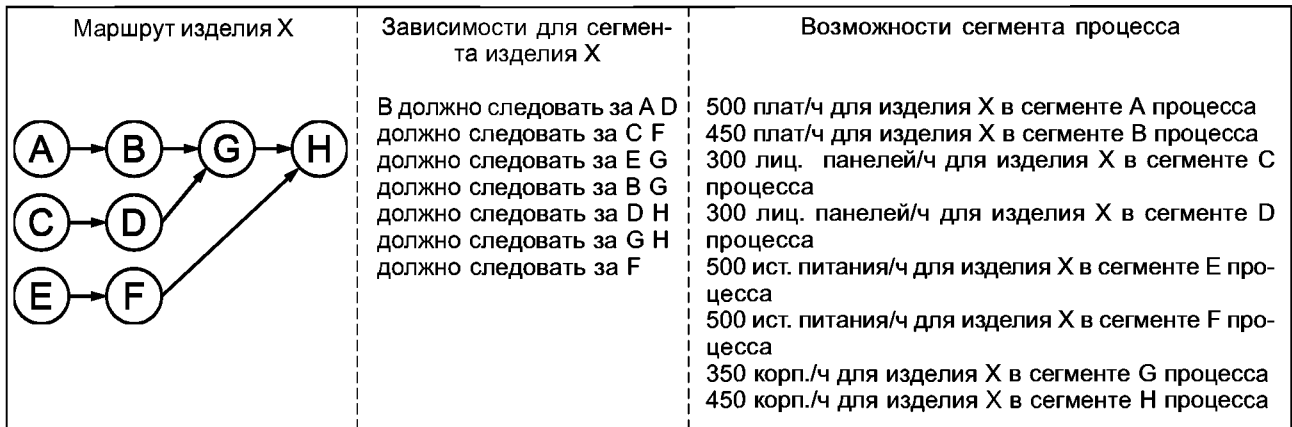 Маршрут изделия X
A B G H
C D
E F
Зависимости для сегмен-
та изделия X
B должно следовать за A D
должно следовать за C F
должно следовать за E G
должно следовать за B G
должно следовать за D H
должно следовать за G H
должно следовать за F
Возможности сегмента процесса
500 плат/ч для изделия X в сегменте A процесса
450 плат/ч для изделия X в сегменте B процесса
300 лиц. панелей/ч для изделия X в сегменте C
процесса
300 лиц. панелей/ч для изделия X в сегменте D
процесса
500 ист. питания/ч для изделия X в сегменте E про-
цесса
500 ист. питания/ч для изделия X в сегменте F про-
цесса
350 корп./ч для изделия X в сегменте G процесса
450 корп./ч для изделия X в сегменте H процесса